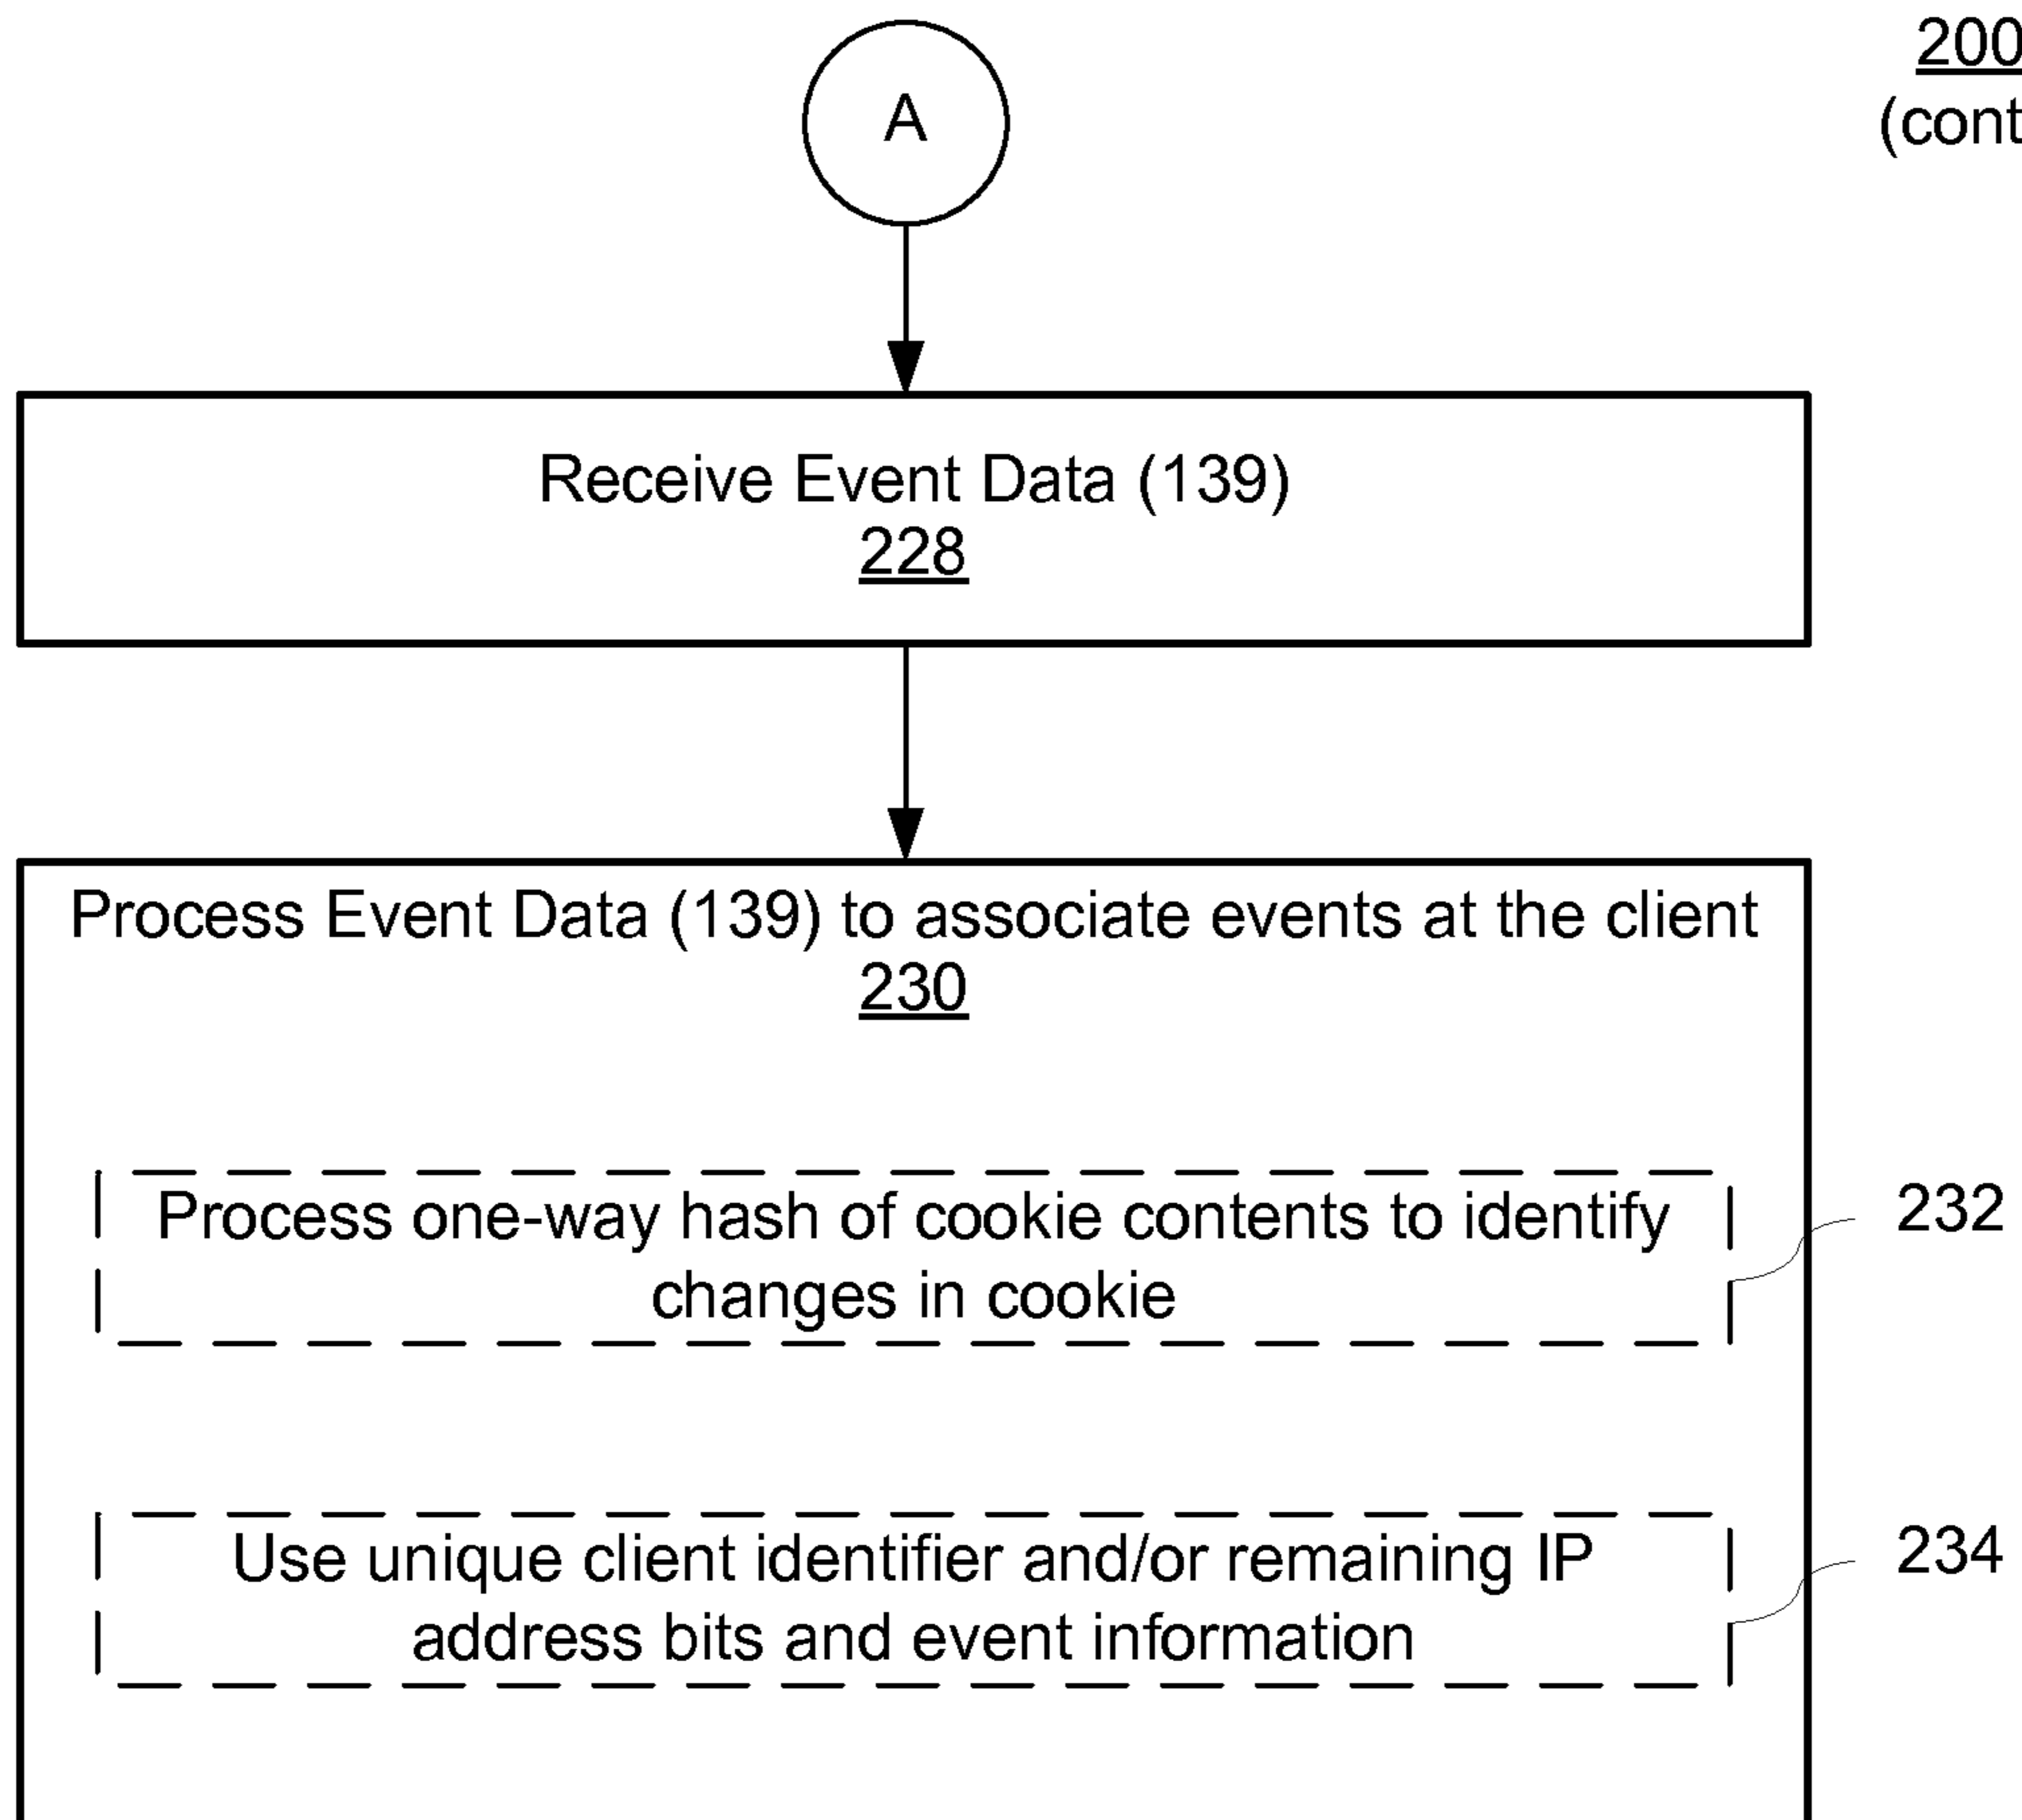 200
(cont
A
Receive Event Data (139)
228
Process Event Data (139) to associate events at the client
230
Process one-way hash of cookie contents to identify
changes in cookie
232
Use unique client identifier and/or remaining IP
address bits and event information
234